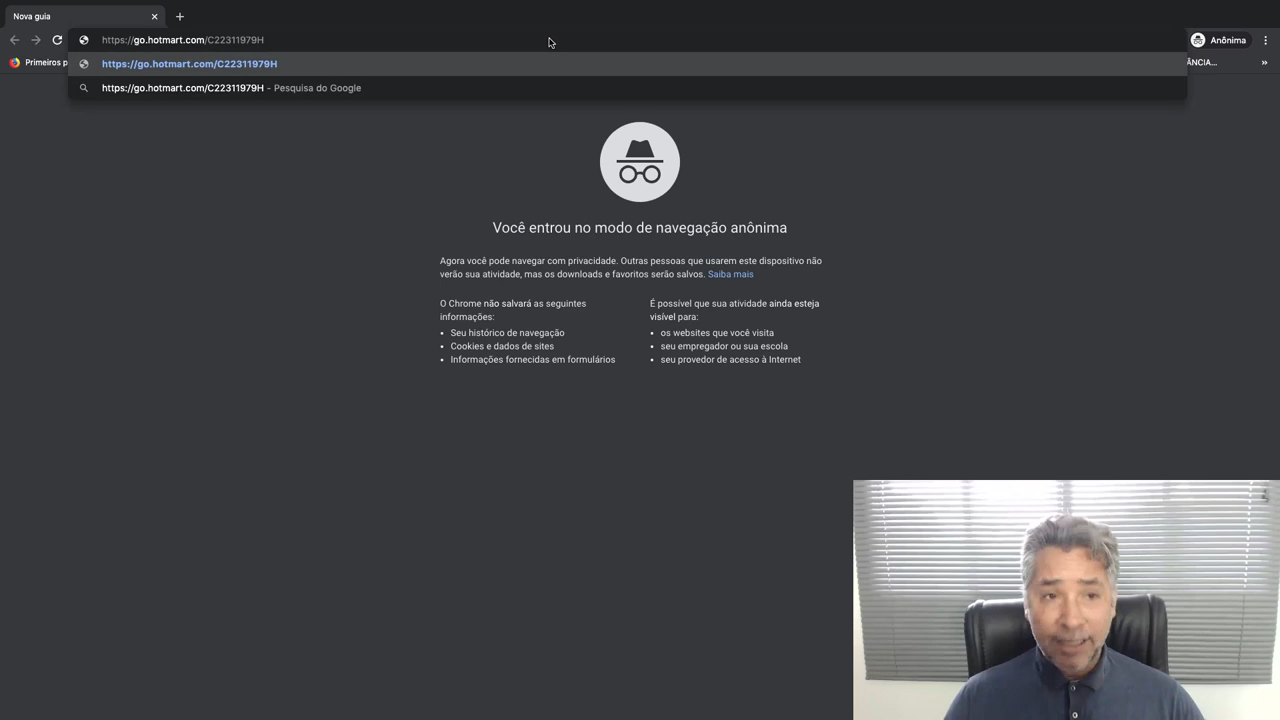 Nova guia
https://go.hotmart.com/C22311979H
Anônima
https://go.hotmart.com/C22311979H
Primeiros p
ÂNCIA...
https://go.hotmart.com/C22311979H - Pesquisa do Google
Você entrou no modo de navegação anônima
Agora você pode navegar com privacidade. Outras pessoas que usarem este dispositivo não
verão sua atividade, mas os downloads e favoritos serão salvos. Saiba mais
O Chrome não salvará as seguintes
informações:
• Seu histórico de navegação
• Cookies e dados de sites
• Informações fornecidas em formulários
É possível que sua atividade ainda esteja
visível para:
• os websites que você visita
• seu empregador ou sua escola
• seu provedor de acesso à Internet